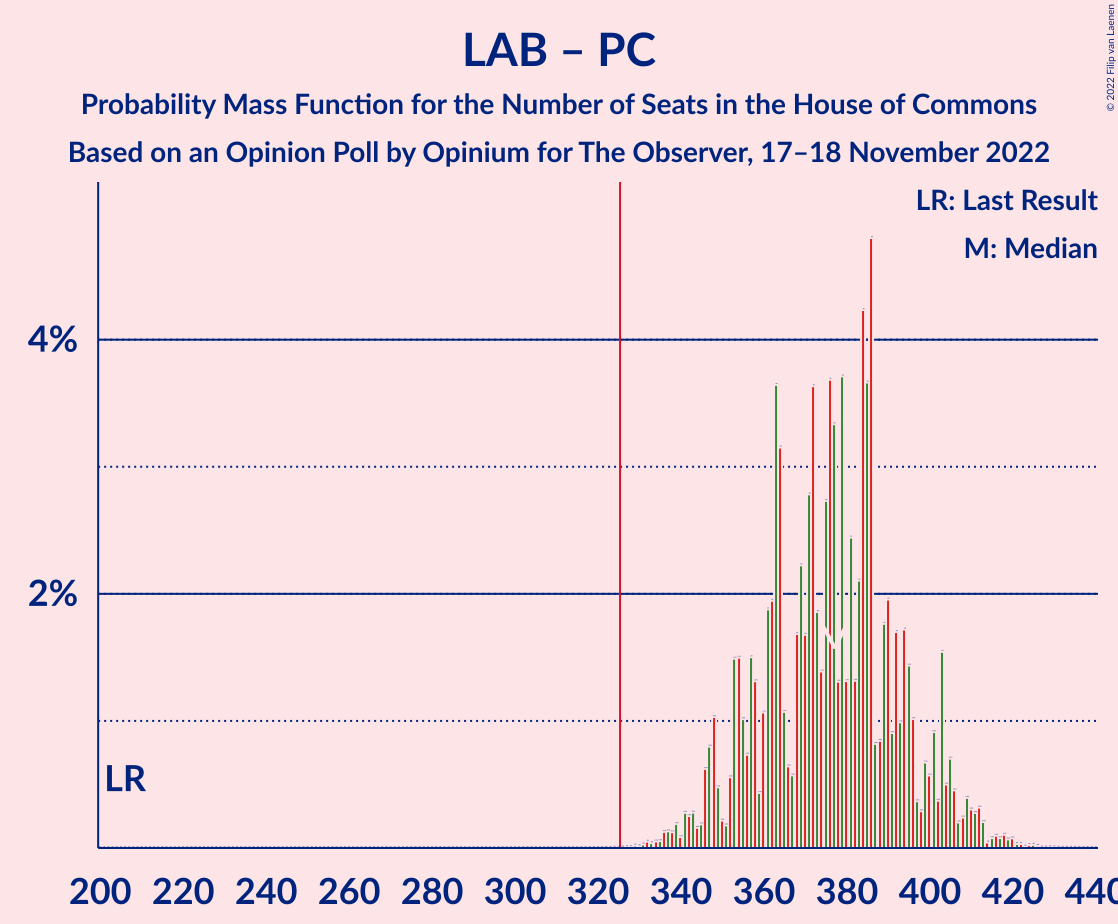 LAB – PC
Probability Mass Function for the Number of Seats in the House of Commons
Based on an Opinion Poll by Opinium for The Observer, 17–18 November 2022
© 2022 Filip van Laenen
LR: Last Result
M: Median
4%
2%
LR
200 220 240 260 280 300 320 340 360 380 400 420 440